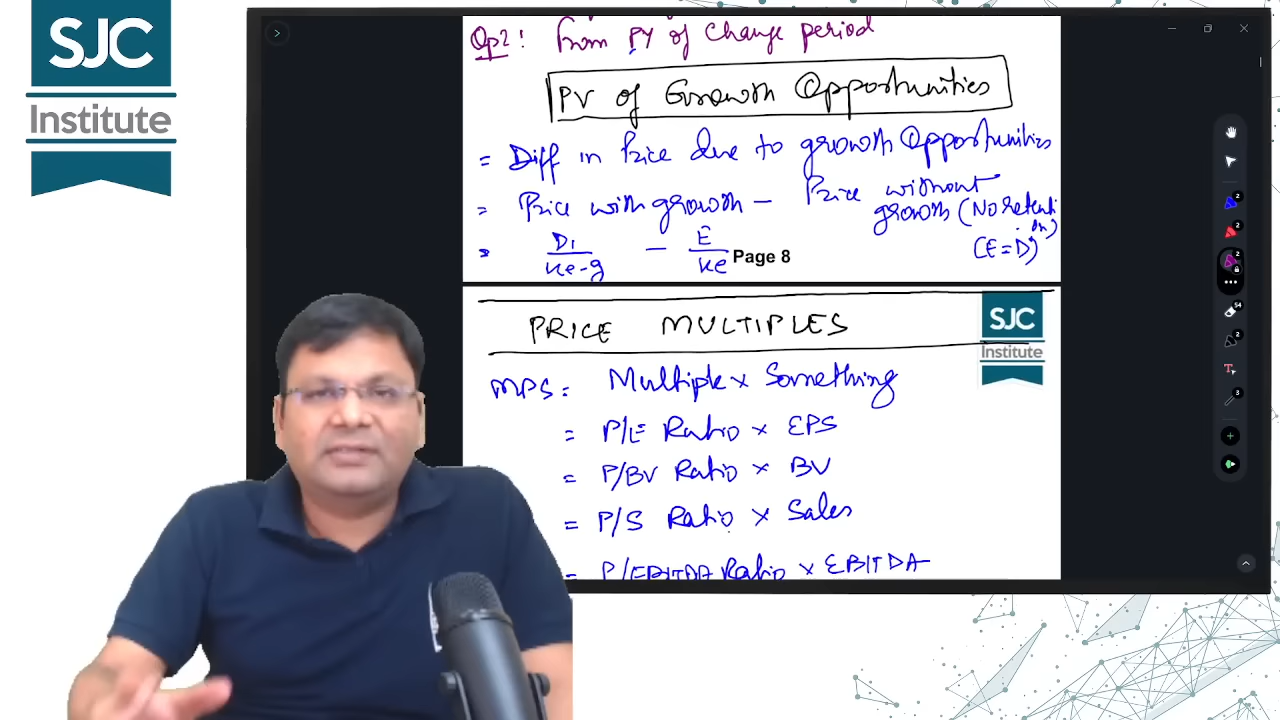 SJC
Institute
Op2: From PY of Change period
PV of Growth Opportunities
= Diff in Price due to growth Opportunities
= Price with growth - Price without growth (No retention)
= D1/Ke-g - E/Ke (E=D)
Page 8
SJC
Institute
PRICE MULTIPLES
MPS = Multiple x Something
= P/E Ratio x EPS
= P/BV Ratio x BV
= P/S Ratio x Sales
= P/EBITDA Ratio x EBITDA